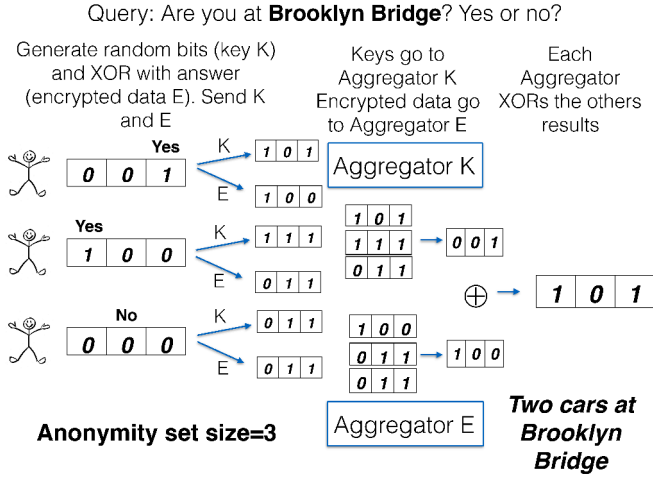 Query: Are you at Brooklyn Bridge? Yes or no?
Generate random bits (key K)
and XOR with answer
(encrypted data E). Send K
and E
Keys go to
Aggregator K
Encrypted data go
to Aggregator E
Each
Aggregator
XORs the others
results
Yes
0 0 1
K
1 0 1
E
1 0 0
Aggregator K
Yes
1 0 0
K
1 1 1
E
0 1 1
1 0 1
1 1 1
0 1 1
0 0 1
⊕
1 0 1
No
0 0 0
K
0 1 1
E
0 1 1
1 0 0
0 1 1
0 1 1
1 0 0
Anonymity set size=3
Aggregator E
Two cars at
Brooklyn
Bridge